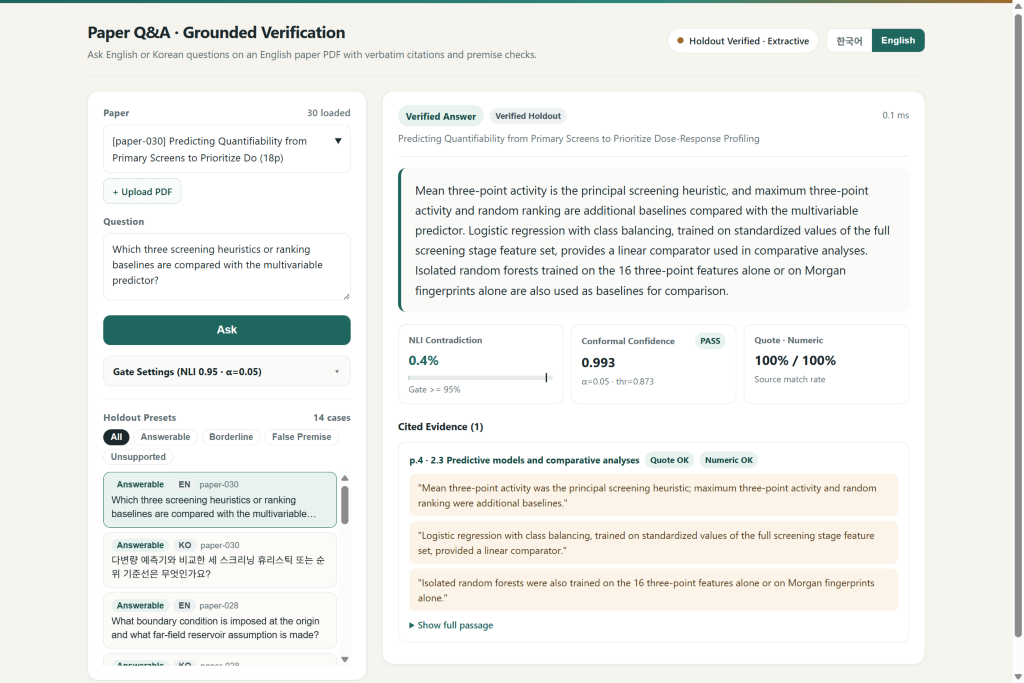 Paper Q&A · Grounded Verification
Ask English or Korean questions on an English paper PDF with verbatim citations and premise checks.
Holdout Verified · Extractive
한국어
English
Paper
30 loaded
[paper-030] Predicting Quantifiability from
Primary Screens to Prioritize Do (18p)
+ Upload PDF
Question
Which three screening heuristics or ranking
baselines are compared with the multivariable
predictor?
Ask
Gate Settings (NLI 0.95 · α=0.05)
Holdout Presets
14 cases
All
Answerable
Borderline
False Premise
Unsupported
Answerable EN paper-030
Which three screening heuristics or ranking
baselines are compared with the multivariable…
Answerable KO paper-030
다변량 예측기와 비교한 세 스크리닝 휴리스틱 또는 순
위 기준선은 무엇인가요?
Answerable EN paper-028
What boundary condition is imposed at the origin
and what far-field reservoir assumption is made?
Answerable KO paper-028
Verified Answer
Verified Holdout
0.1 ms
Predicting Quantifiability from Primary Screens to Prioritize Dose-Response Profiling
Mean three-point activity is the principal screening heuristic, and maximum three-point
activity and random ranking are additional baselines compared with the multivariable
predictor. Logistic regression with class balancing, trained on standardized values of the full
screening stage feature set, provides a linear comparator used in comparative analyses.
Isolated random forests trained on the 16 three-point features alone or on Morgan
fingerprints alone are also used as baselines for comparison.
NLI Contradiction
0.4%
Gate >= 95%
Conformal Confidence
PASS
0.993
α=0.05 · thr=0.873
Quote · Numeric
100% / 100%
Source match rate
Cited Evidence (1)
p.4 · 2.3 Predictive models and comparative analyses
Quote OK
Numeric OK
"Mean three-point activity was the principal screening heuristic; maximum three-point activity and random
ranking were additional baselines."
"Logistic regression with class balancing, trained on standardized values of the full screening stage feature
set, provided a linear comparator."
"Isolated random forests were also trained on the 16 three-point features alone or on Morgan fingerprints
alone."
Show full passage